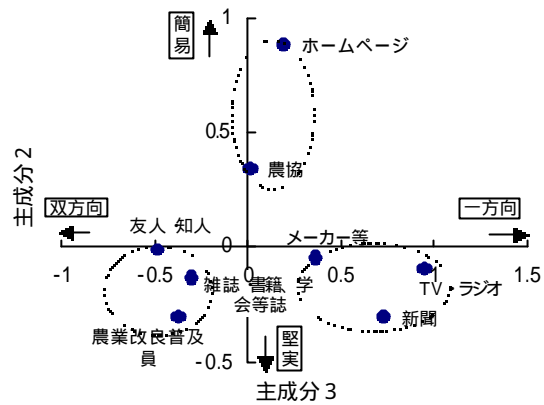 1
簡易
ホームページ
0.5
主成分2
農協
双方向
友人 知人
メーカー等
一方向
0
-1
-0.5
0
0.5
1
1.5
雑誌 書籍、学
会等誌
TV・ラジオ
新聞
農業改良普及
員
堅実
-0.5
主成分3